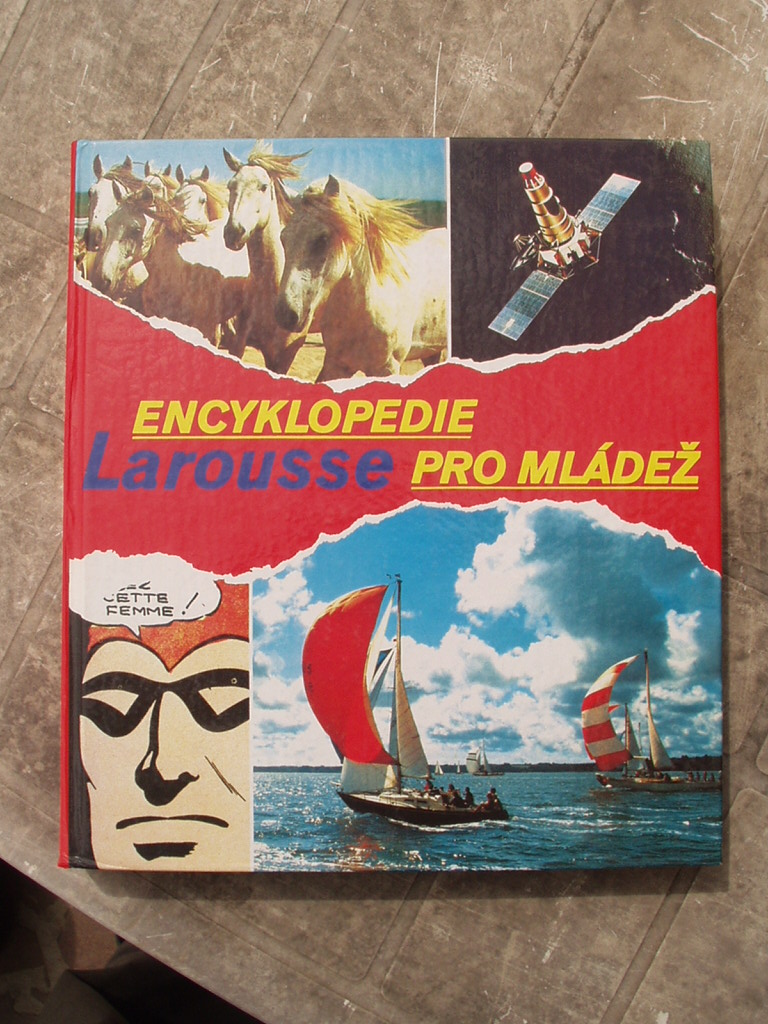 ENCYKLOPEDIE
Larousse PRO MLÁDEŽ
CETTE
FEMME !